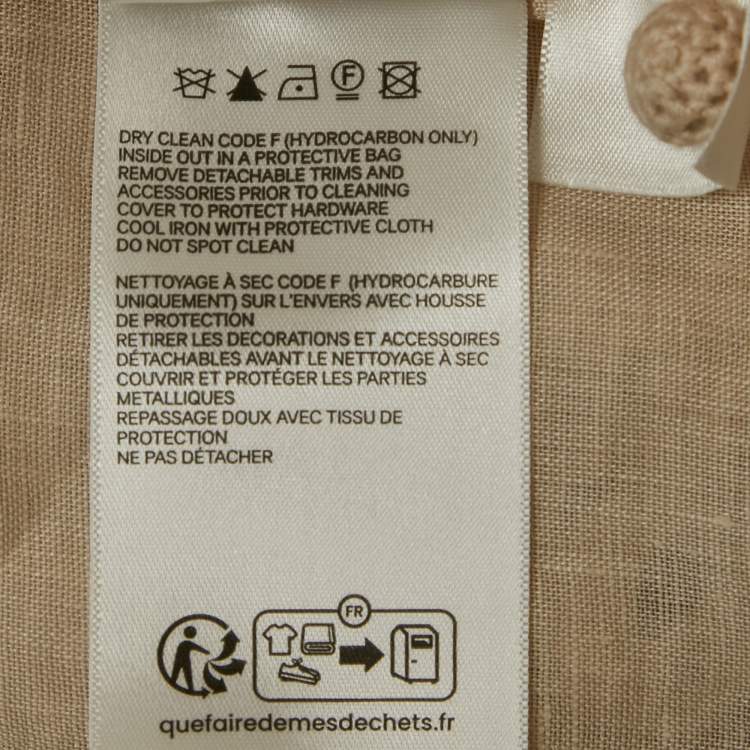 F
DRY CLEAN CODE F (HYDROCARBON ONLY)
INSIDE OUT IN A PROTECTIVE BAG
REMOVE DETACHABLE TRIMS AND
ACCESSORIES PRIOR TO CLEANING
COVER TO PROTECT HARDWARE
COOL IRON WITH PROTECTIVE CLOTH
DO NOT SPOT CLEAN
NETTOYAGE À SEC CODE F (HYDROCARBURE
UNIQUEMENT) SUR L'ENVERS AVEC HOUSSE
DE PROTECTION
RETIRER LES DECORATIONS ET ACCESSOIRES
DÉTACHABLES AVANT LE NETTOYAGE À SEC
COUVRIR ET PROTÉGER LES PARTIES
METALLIQUES
REPASSAGE DOUX AVEC TISSU DE
PROTECTION
NE PAS DÉTACHER
FR
quefairedemesdechets.fr